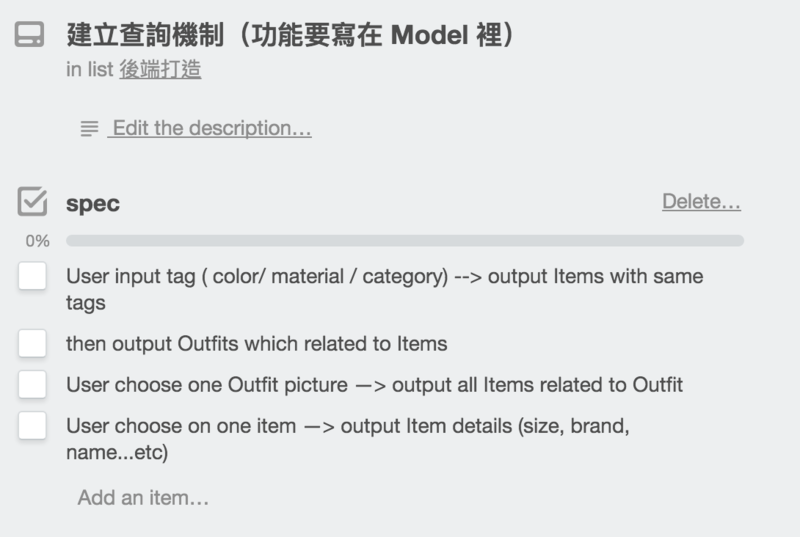 建立查詢機制（功能要寫在 Model 裡）
in list 後端打造
Edit the description…
spec
Delete…
0%
User input tag ( color/ material / category) --> output Items with same
tags
then output Outfits which related to Items
User choose one Outfit picture —> output all Items related to Outfit
User choose on one item —> output Item details (size, brand,
name...etc)
Add an item…